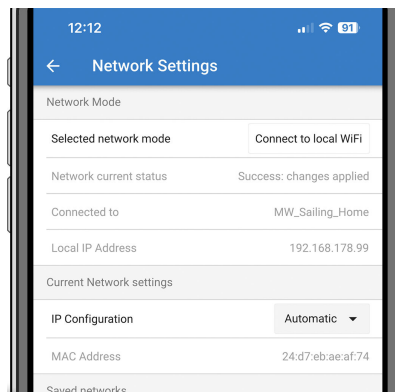 12:12
91
Network Settings
Network Mode
Selected network mode Connect to local WiFi
Network current status Success: changes applied
Connected to MW_Sailing_Home
Local IP Address 192.168.178.99
Current Network settings
IP Configuration Automatic
MAC Address 24:d7:eb:ae:af:74
Saved networks